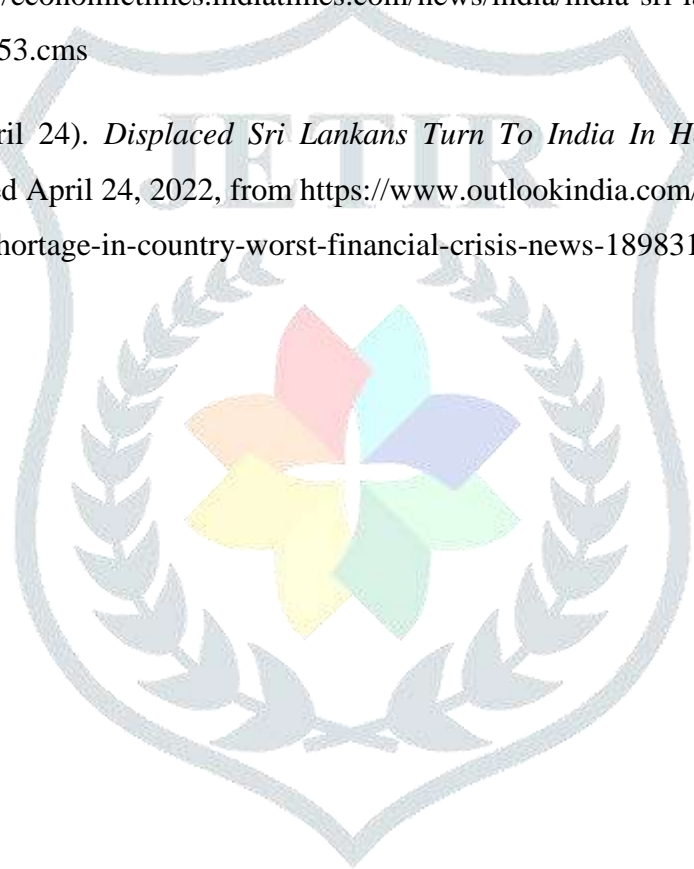 /economictimes.indiatimes.com/news/india/india-sri-l
53.cms
ril 24). Displaced Sri Lankans Turn To India In H
ed April 24, 2022, from https://www.outlookindia.com/
hortage-in-country-worst-financial-crisis-news-189831
JETIR